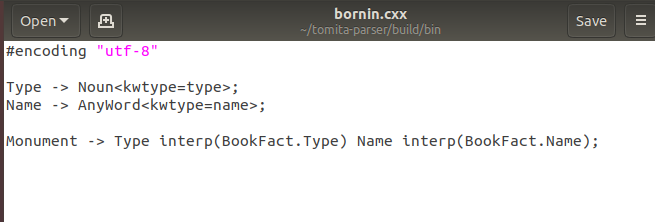 Open
bornin.cxx
~/tomita-parser/build/bin
Save
#encoding "utf-8"
Type -> Noun<kwtype=type>;
Name -> AnyWord<kwtype=name>;
Monument -> Type interp(BookFact.Type) Name interp(BookFact.Name);